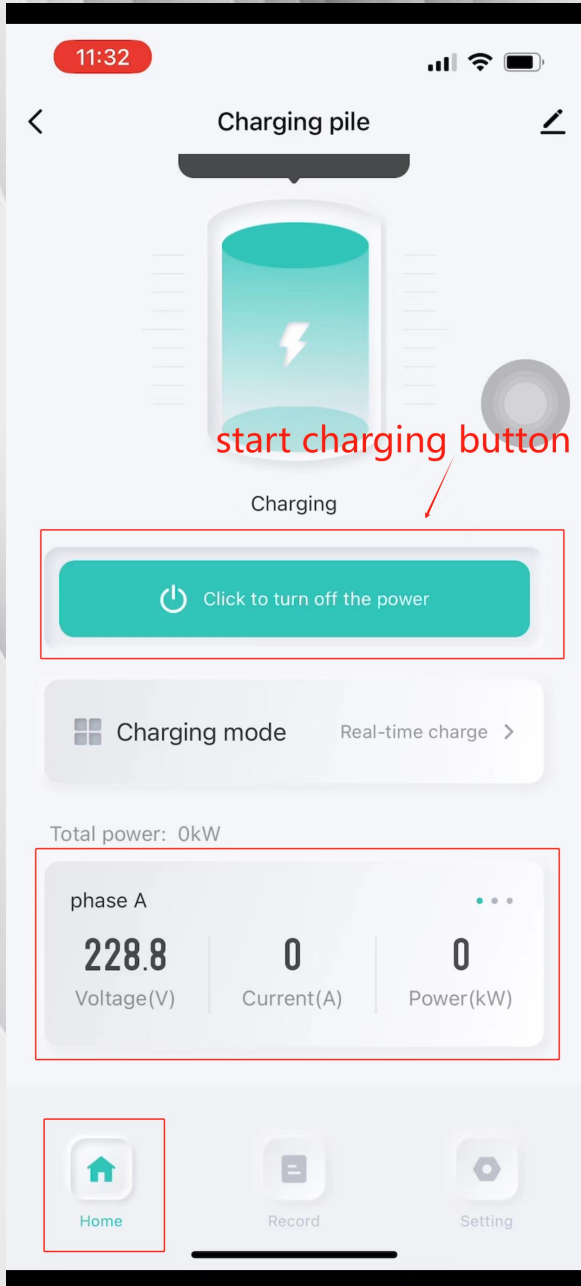 11:32
Charging pile
start charging button
Charging
Click to turn off the power
Charging mode Real-time charge
Total power: 0kW
phase A
228.8 0 0
Voltage(V) Current(A) Power(kW)
Home Record Setting